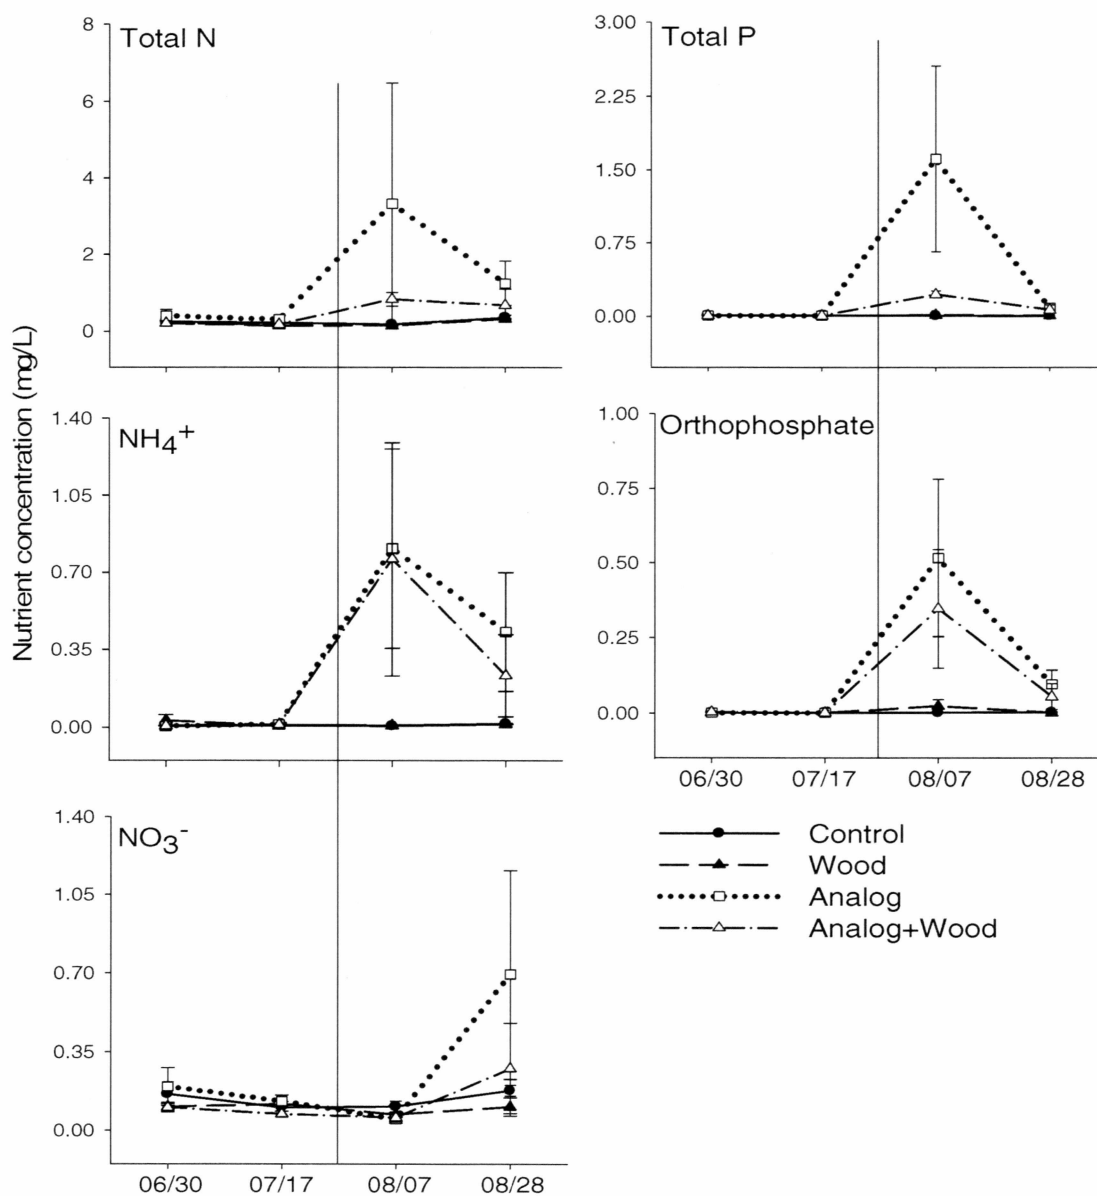 Nutrient concentration (mg/L)
Total N
8
6
4
2
0
Total P
3.00
2.25
1.50
0.75
0.00
NH4+
1.40
1.05
0.70
0.35
0.00
Orthophosphate
1.00
0.75
0.50
0.25
0.00
06/30 07/17 08/07 08/28
NO3-
1.40
1.05
0.70
0.35
0.00
06/30 07/17 08/07 08/28
Control
Wood
Analog
Analog+Wood